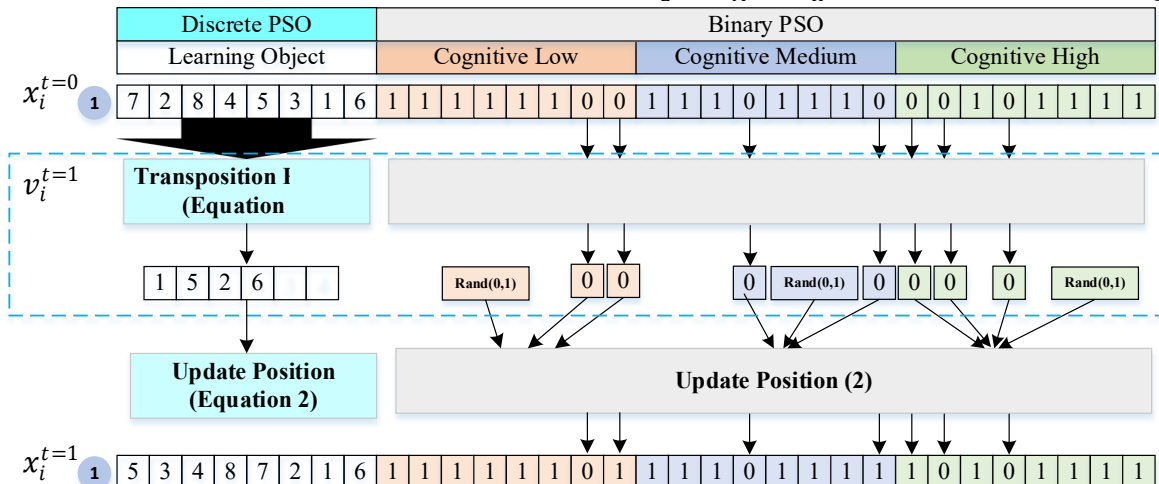 Discrete PSO Binary PSO
Learning Object Cognitive Low Cognitive Medium Cognitive High
x_i^{t=0} 1 7 2 8 4 5 3 1 6 1 1 1 1 1 1 0 0 1 1 1 0 1 1 1 0 0 0 1 0 1 1 1 1
v_i^{t=1} Transposition
(Equation
1 5 2 6 Rand(0,1) 0 0 0 Rand(0,1) 0 0 0 0 Rand(0,1)
Update Position
(Equation 2)
Update Position (2)
x_i^{t=1} 1 5 3 4 8 7 2 1 6 1 1 1 1 1 1 0 1 1 1 1 0 1 1 1 1 1 0 1 0 1 1 1 1